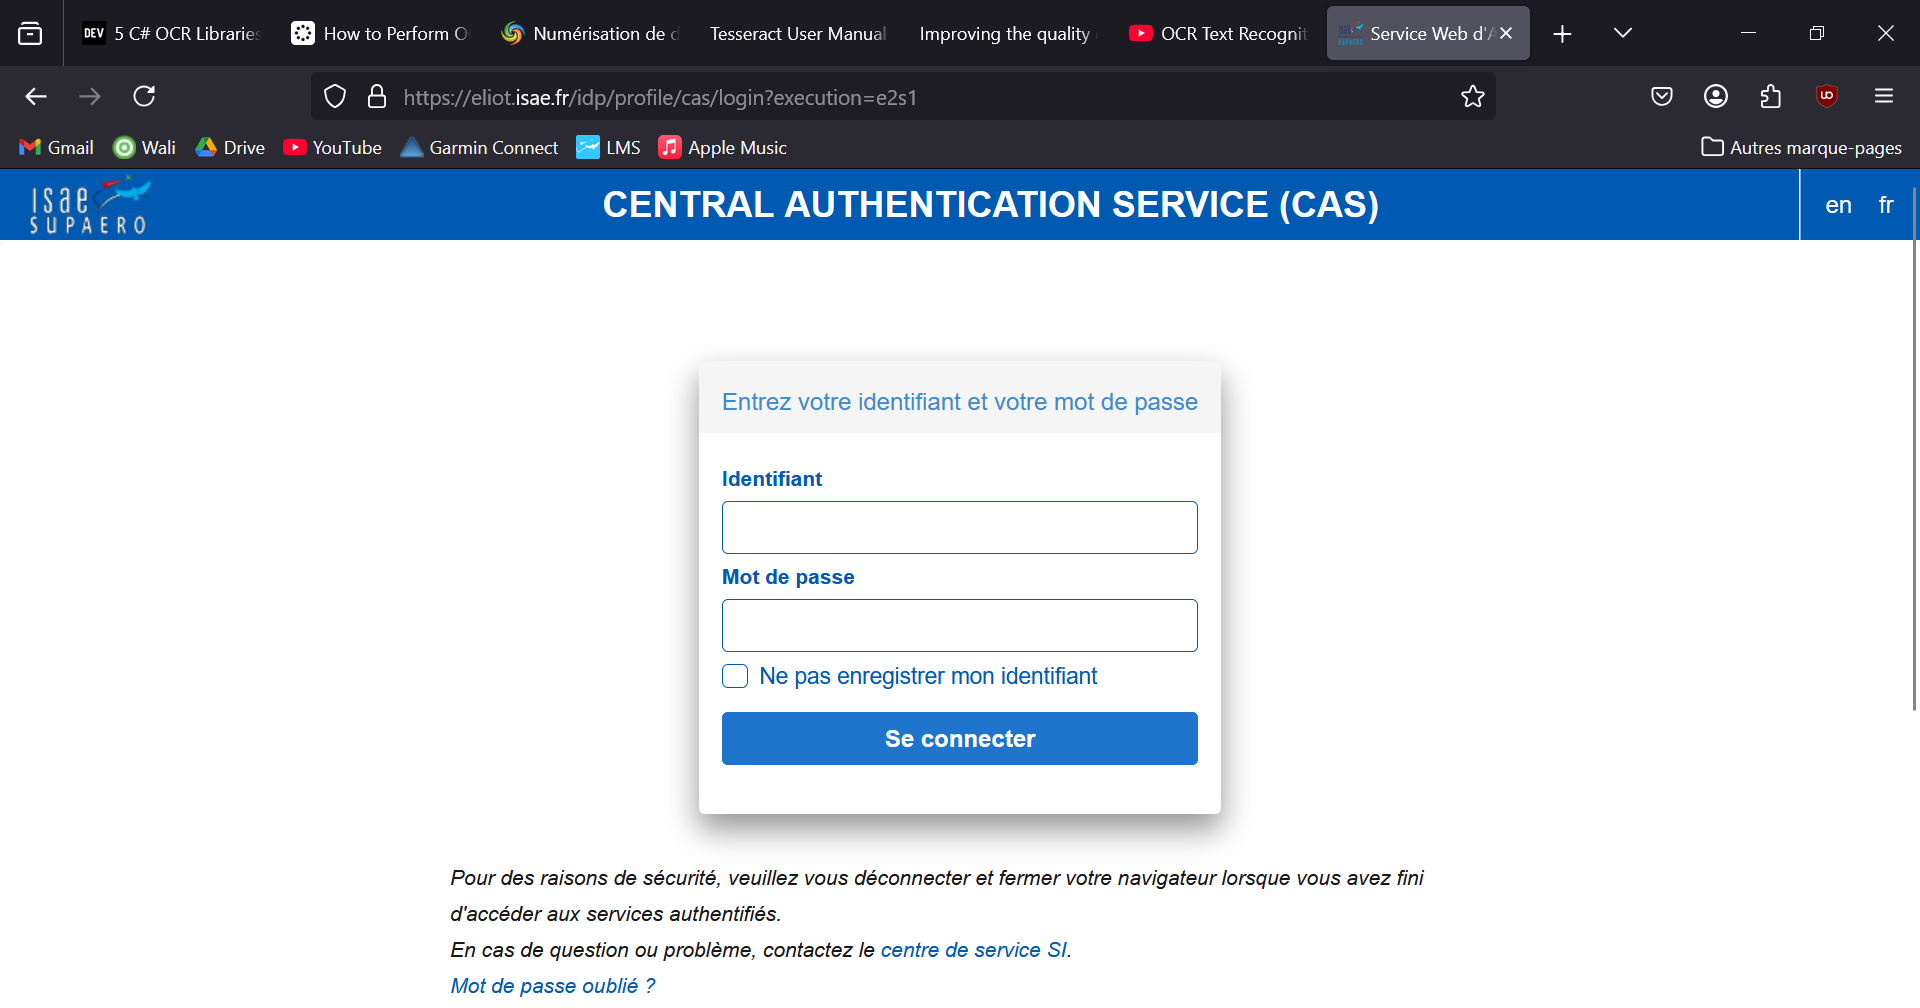 DEV 5 C# OCR Libraries
How to Perform O
Numérisation de d
Tesseract User Manual
Improving the quality
OCR Text Recognit
Service Web d'A
https://eliot.isae.fr/idp/profile/cas/login?execution=e2s1
Gmail
Wali
Drive
YouTube
Garmin Connect
LMS
Apple Music
Autres marque-pages
isae
SUPAERO
CENTRAL AUTHENTICATION SERVICE (CAS)
en fr
Entrez votre identifiant et votre mot de passe
Identifiant
Mot de passe
Ne pas enregistrer mon identifiant
Se connecter
Pour des raisons de sécurité, veuillez vous déconnecter et fermer votre navigateur lorsque vous avez fini
d'accéder aux services authentifiés.
En cas de question ou problème, contactez le centre de service SI.
Mot de passe oublié ?